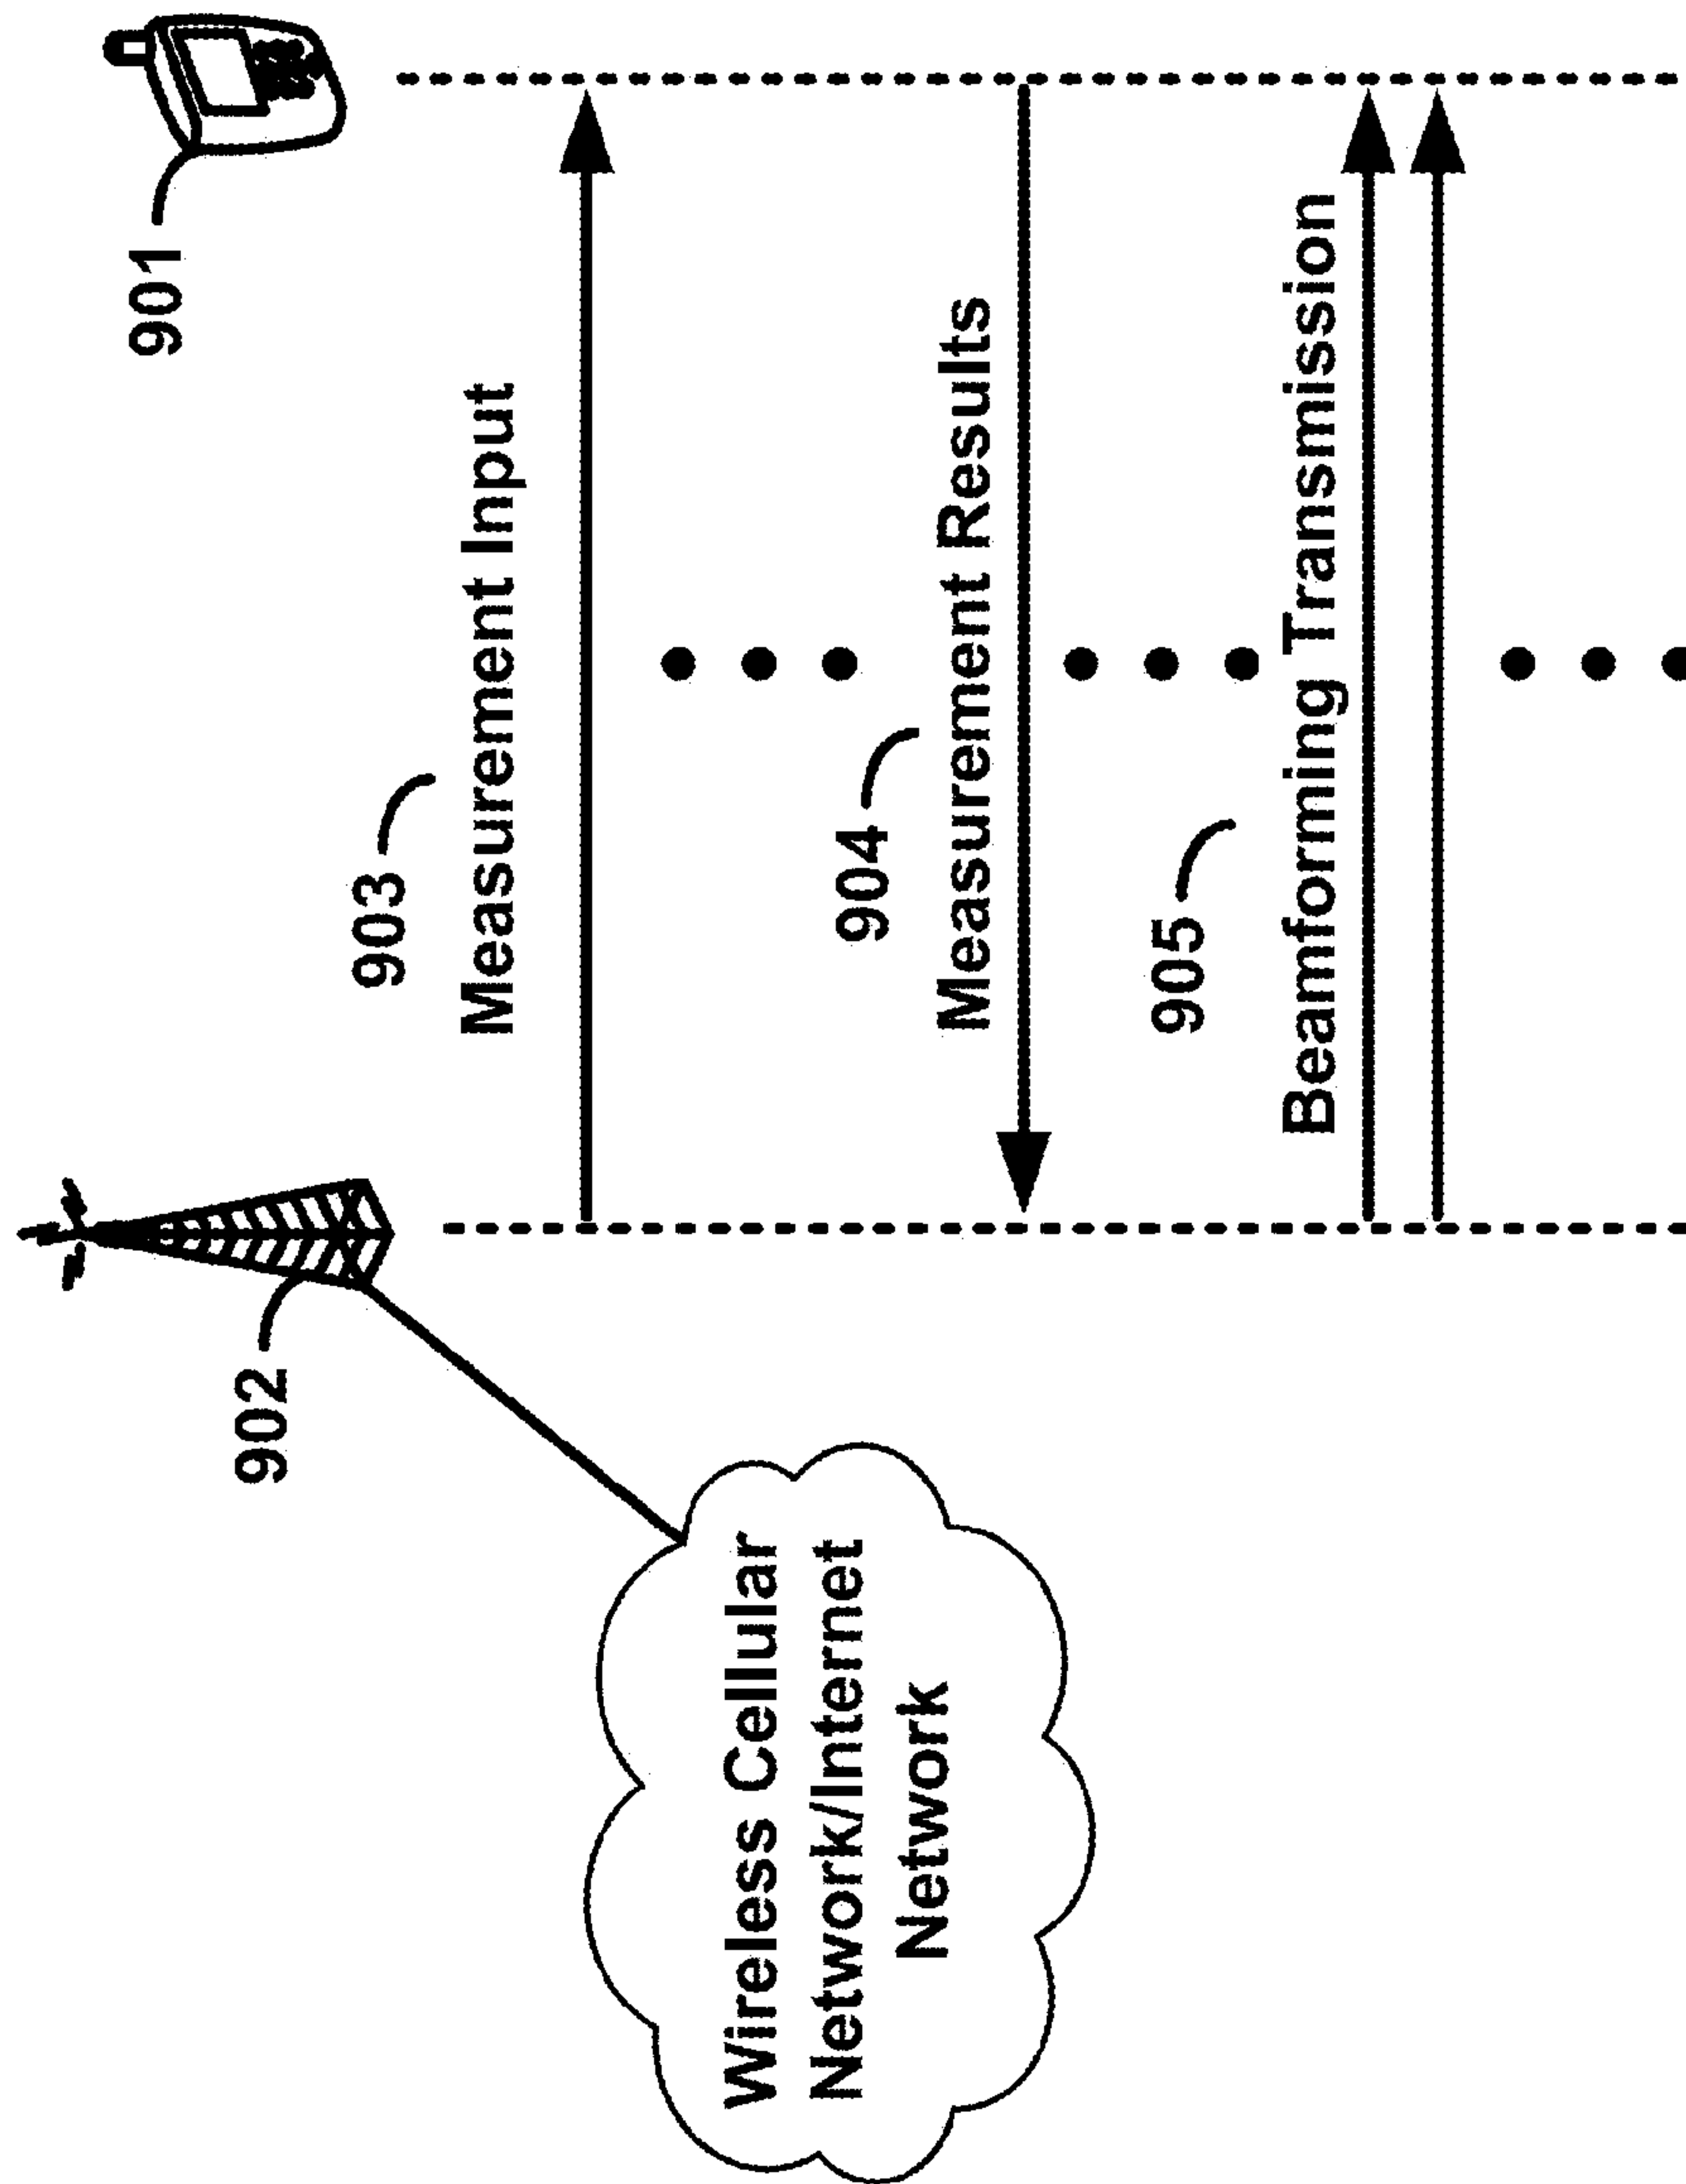 901
902
903
Measurement Input
Wireless Cellular
Network/Internet
Network
904
Measurement Results
905
Beamforming Transmission